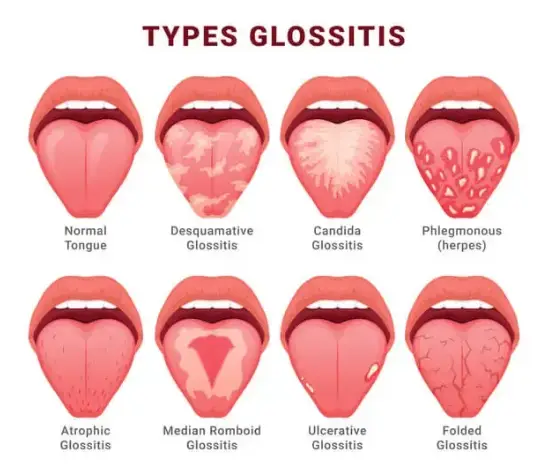 TYPES GLOSSITIS
Normal
Tongue
Desquamative
Glossitis
Candida
Glossitis
Phlegmonous
(herpes)
Atrophic
Glossitis
Median Romboid
Glossitis
Ulcerative
Glossitis
Folded
Glossitis